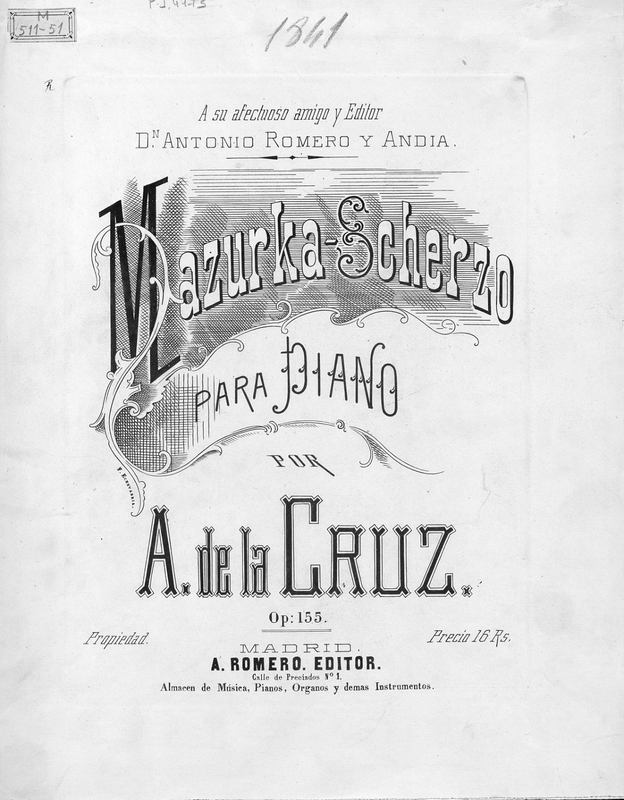 M
511-51
1841
A su afectuoso amigo y Editor
D.N ANTONIO ROMERO Y ANDIA.
Mazurka-Scherzo
PARA PIANO
POR
A. de la CRUZ.
Op: 155.
Propiedad.
Precio 16 Rs.
MADRID.
A. ROMERO. EDITOR.
Calle de Preciados Nº 1.
Almacen de Música, Pianos, Organos y demas Instrumentos.